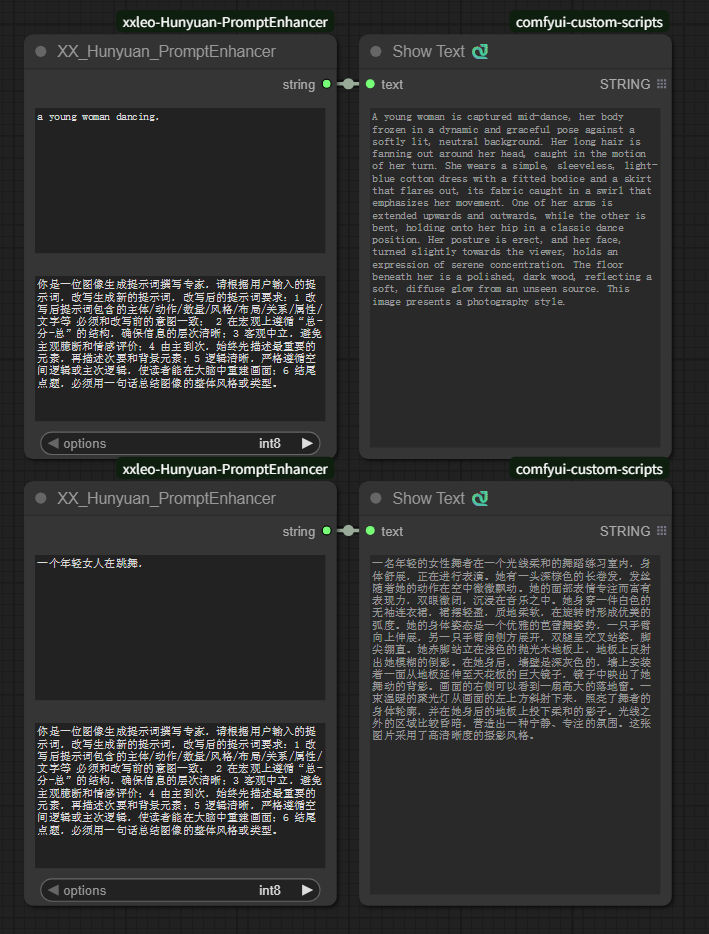 xxleo-Hunyuan-PromptEnhancer
comfyui-custom-scripts
XX_Hunyuan_PromptEnhancer
Show Text
string
text
STRING
a young woman dancing.
A young woman is captured mid-dance, her body
frozen in a dynamic and graceful pose against a
softly lit, neutral background. Her long hair is
fanning out around her head, caught in the motion
of her turn. She wears a simple, sleeveless, light-
blue cotton dress with a fitted bodice and a skirt
that flares out, its fabric caught in a swirl that
emphasizes her movement. One of her arms is
extended upwards and outwards, while the other is
bent, holding onto her hip in a classic dance
position. Her posture is erect, and her face,
turned slightly towards the viewer, holds an
expression of serene concentration. The floor
beneath her is a polished, dark wood, reflecting a
soft, diffuse glow from an unseen source. This
image presents a photography style.
你是一位图像生成提示词撰写专家，请根据用户输入的提
示词，改写生成新的提示词，改写后的提示词要求：1 改
写后提示词包含的主体/动作/数量/风格/布局/关系/属性/
文字等 必须和改写前的意图一致； 2 在宏观上遵循“总-
分-总”的结构，确保信息的层次清晰；3 客观中立，避免
主观臆断和情感评价；4 由主到次，始终先描述最重要的
元素，再描述次要和背景元素；5 逻辑清晰，严格遵循空
间逻辑或主次逻辑，使读者能在大脑中重建画面；6 结尾
点题，必须用一句话总结图像的整体风格或类型。
options
int8
xxleo-Hunyuan-PromptEnhancer
comfyui-custom-scripts
XX_Hunyuan_PromptEnhancer
Show Text
string
text
STRING
一个年轻女人在跳舞.
一名年轻的女性舞者在一个光线柔和的舞蹈练习室内，身
体舒展，正在进行表演。她有一头深棕色的长卷发，发丝
随着她的动作在空中微微飘动。她的面部表情专注而富有
表现力，双眼微闭，沉浸在音乐之中。她身穿一件白色的
无袖连衣裙，裙摆轻盈，质地柔软，在旋转时形成优美的
弧度。她的身体姿态是一个优雅的芭蕾舞姿势，一只手臂
向上伸展，另一只手臂向侧方展开，双腿呈交叉站姿，脚
尖绷直。她赤脚站立在浅色的抛光木地板上，地板上反射
出她模糊的倒影。在她身后，墙壁是深灰色的，墙上安装
着一面从地板延伸至天花板的巨大镜子，镜子中映出了她
舞动的背影。画面的右侧可以看到一扇高大的落地窗。一
束温暖的聚光灯从画面的左上方斜射下来，照亮了舞者的
身体轮廓，并在她身后的地板上投下柔和的影子。光线之
外的区域比较昏暗，营造出一种宁静、专注的氛围。这张
图片采用了高清晰度的摄影风格。
你是一位图像生成提示词撰写专家，请根据用户输入的提
示词，改写生成新的提示词，改写后的提示词要求：1 改
写后提示词包含的主体/动作/数量/风格/布局/关系/属性/
文字等 必须和改写前的意图一致； 2 在宏观上遵循“总-
分-总”的结构，确保信息的层次清晰；3 客观中立，避免
主观臆断和情感评价；4 由主到次，始终先描述最重要的
元素，再描述次要和背景元素；5 逻辑清晰，严格遵循空
间逻辑或主次逻辑，使读者能在大脑中重建画面；6 结尾
点题，必须用一句话总结图像的整体风格或类型。
options
int8